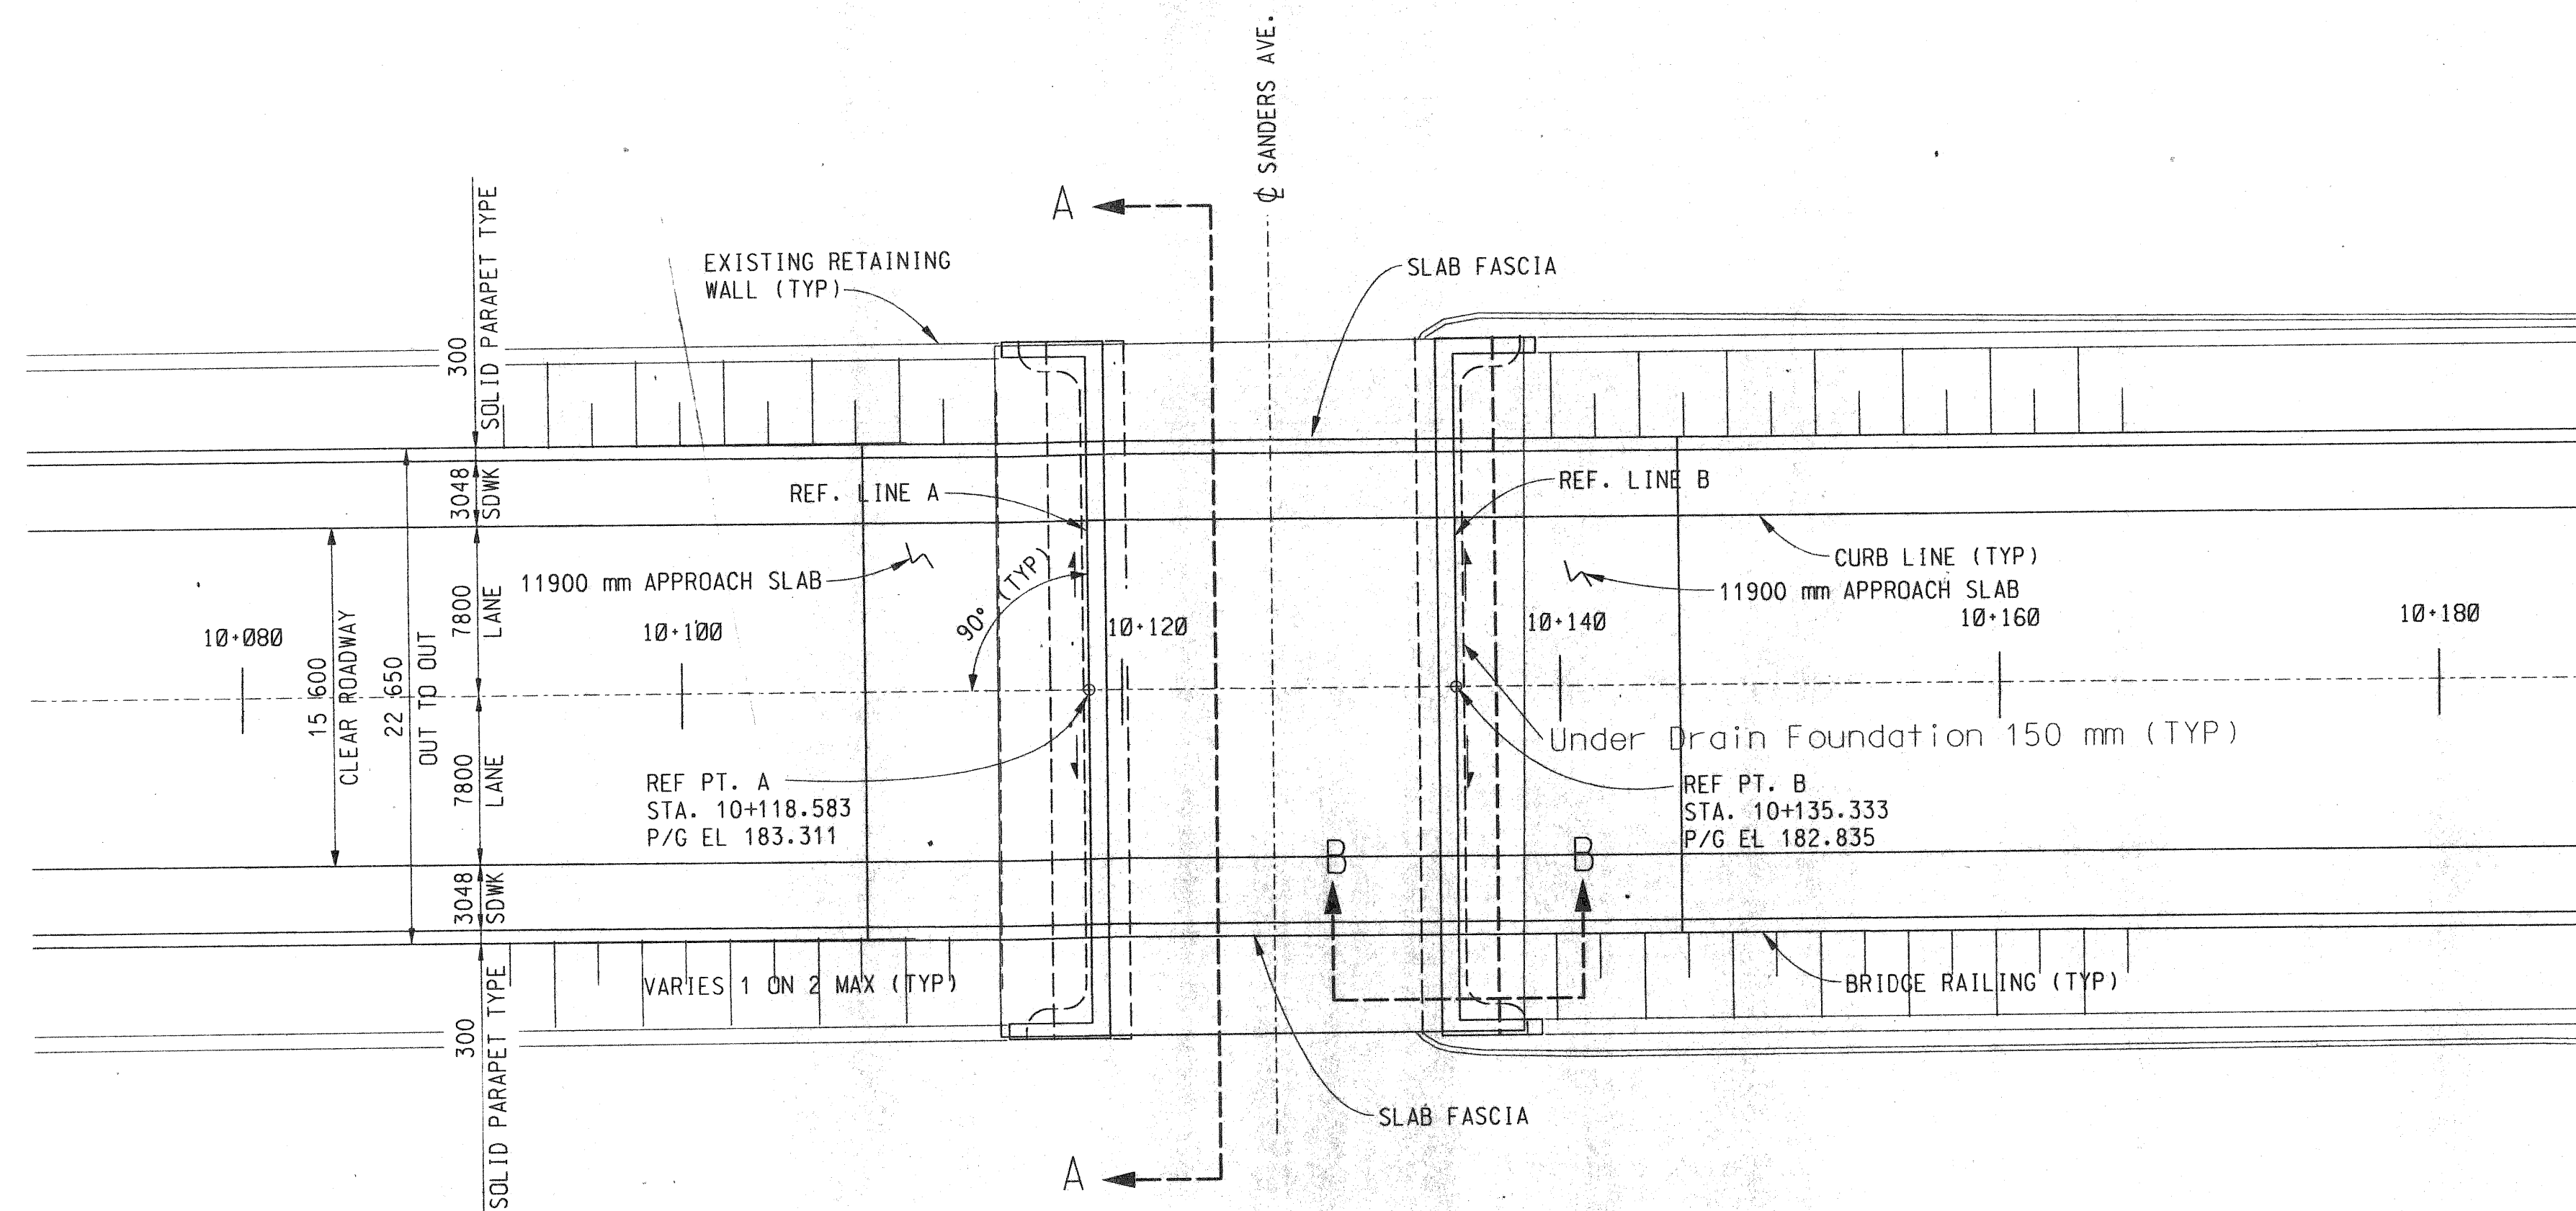 ℄ SANDERS AVE.
A
SOLID PARAPET TYPE
300
EXISTING RETAINING
WALL (TYP)
SLAB FASCIA
3048
SDWK
REF. LINE A
REF. LINE B
CURB LINE (TYP)
11900 mm APPROACH SLAB
11900 mm APPROACH SLAB
90° (TYP)
7800
LANE
10+080
10+100
10+120
10+140
10+160
10+180
15 600
CLEAR ROADWAY
22 650
OUT TO OUT
Under Drain Foundation 150 mm (TYP)
7800
LANE
REF PT. A
STA. 10+118.583
P/G EL 183.311
REF PT. B
STA. 10+135.333
P/G EL 182.835
B
B
3048
SDWK
VARIES 1 ON 2 MAX (TYP)
BRIDGE RAILING (TYP)
300
SOLID PARAPET TYPE
SLAB FASCIA
A